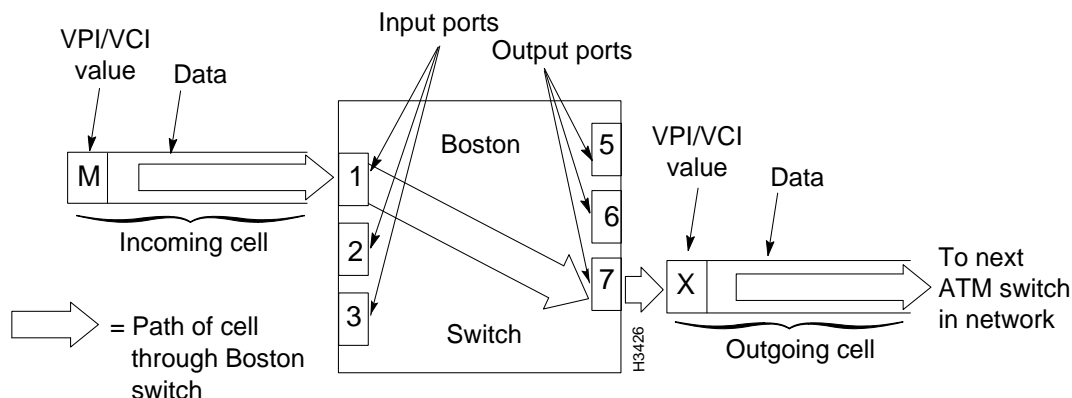 Input ports
Output ports
VPI/VCI
value
Data
M
Incoming cell
Boston
Switch
1
2
3
5
6
7
VPI/VCI
value
Data
X
Outgoing cell
To next
ATM switch
in network
= Path of cell
through Boston
switch
H3426